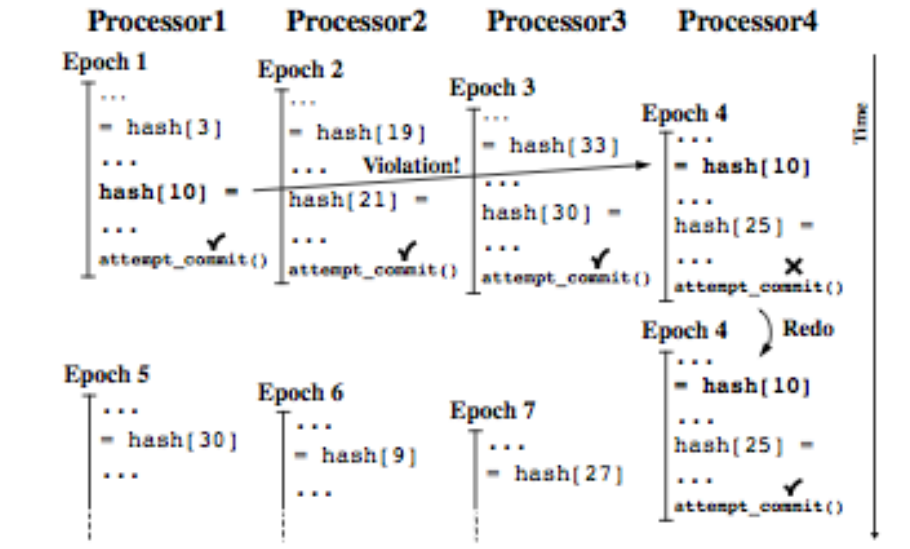 Processor1 Processor2 Processor3 Processor4
Epoch 1
...
= hash[3]
...
hash[10] =
...
attempt_commit()
Epoch 2
...
= hash[19]
...
hash[21] =
...
attempt_commit()
Epoch 3
...
= hash[33]
...
hash[30] =
...
attempt_commit()
Epoch 4
...
= hash[10]
...
hash[25] =
...
attempt_commit()
Violation!
Time
Redo
Epoch 5
...
= hash[30]
...
Epoch 6
...
= hash[9]
...
Epoch 7
...
= hash[27]
Epoch 4
...
= hash[10]
...
hash[25] =
...
attempt_commit()